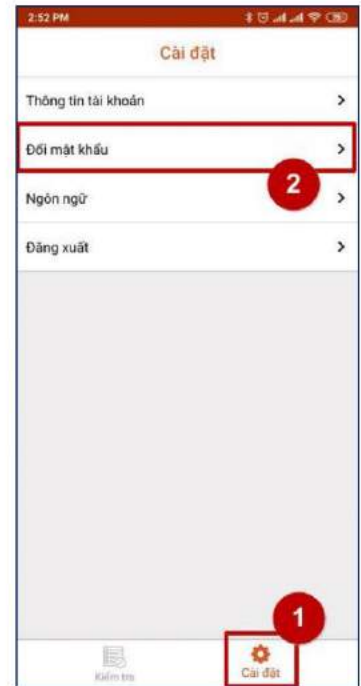 2:52 PM
Cài đặt
Thông tin tài khoản
Đổi mật khẩu
2
Ngôn ngữ
Đăng xuất
1
Kiểm tra
Cài đặt